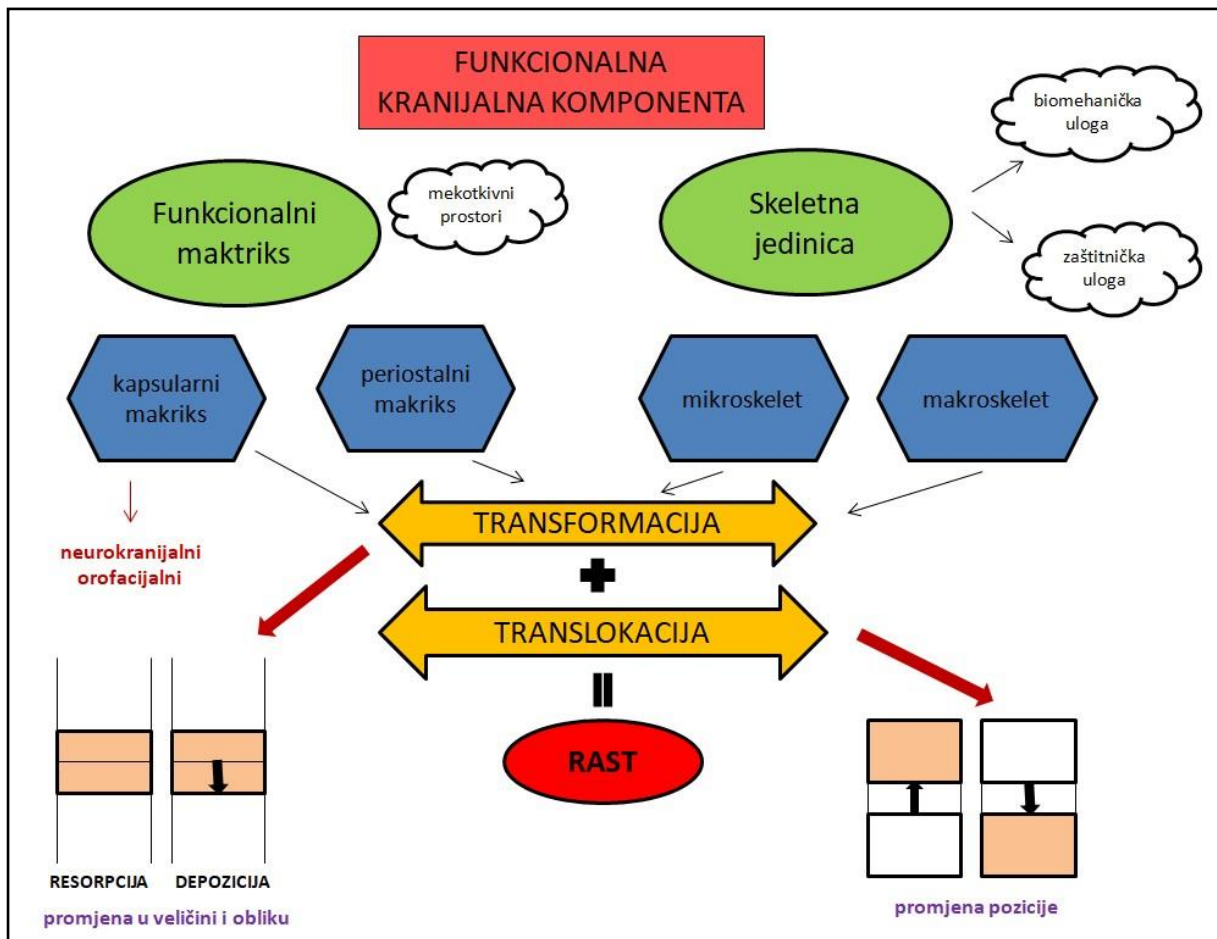 FUNKCIONALNA
KRANIJALNA KOMPONENTA
biomehanička
uloga
Funkcionalni
maktriks
mekotkivni
prostori
Skeletna
jedinica
zaštitnička
uloga
kapsularni
makriks
periostalni
makriks
mikroskelet
makroskelet
TRANSFORMACIJA
neurokranijalni
orofacijalni
TRANSLOKACIJA
RAST
RESORPCIJA
DEPOZICIJA
promjena u veličini i obliku
promjena pozicije